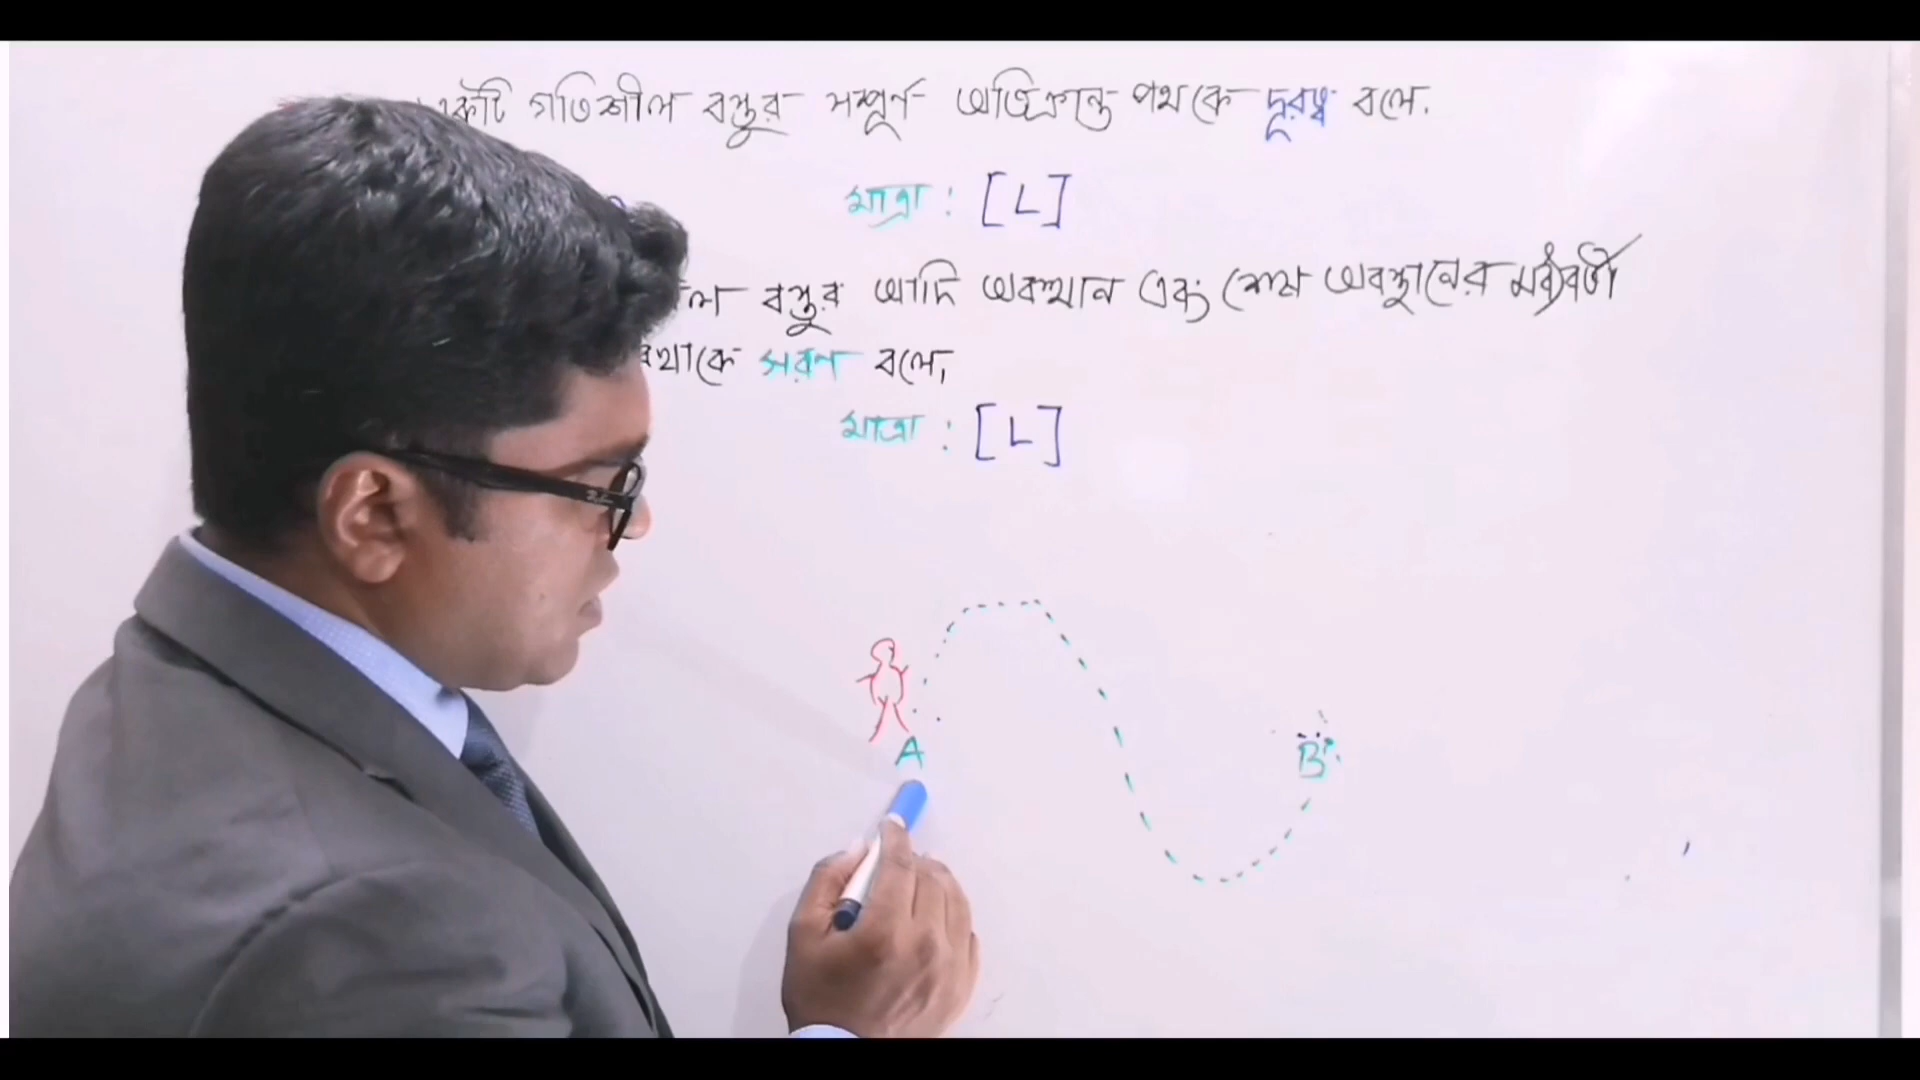 একটি গতিশীল বস্তুর সম্পূর্ণ অতিক্রান্ত পথকে দূরত্ব বলে.
মাত্রা : [L]
বস্তুর আদি অবস্থান এবং শেষ অবস্থানের মধ্যবর্তী
সরণ বলে,
মাত্রা : [L]
A
B